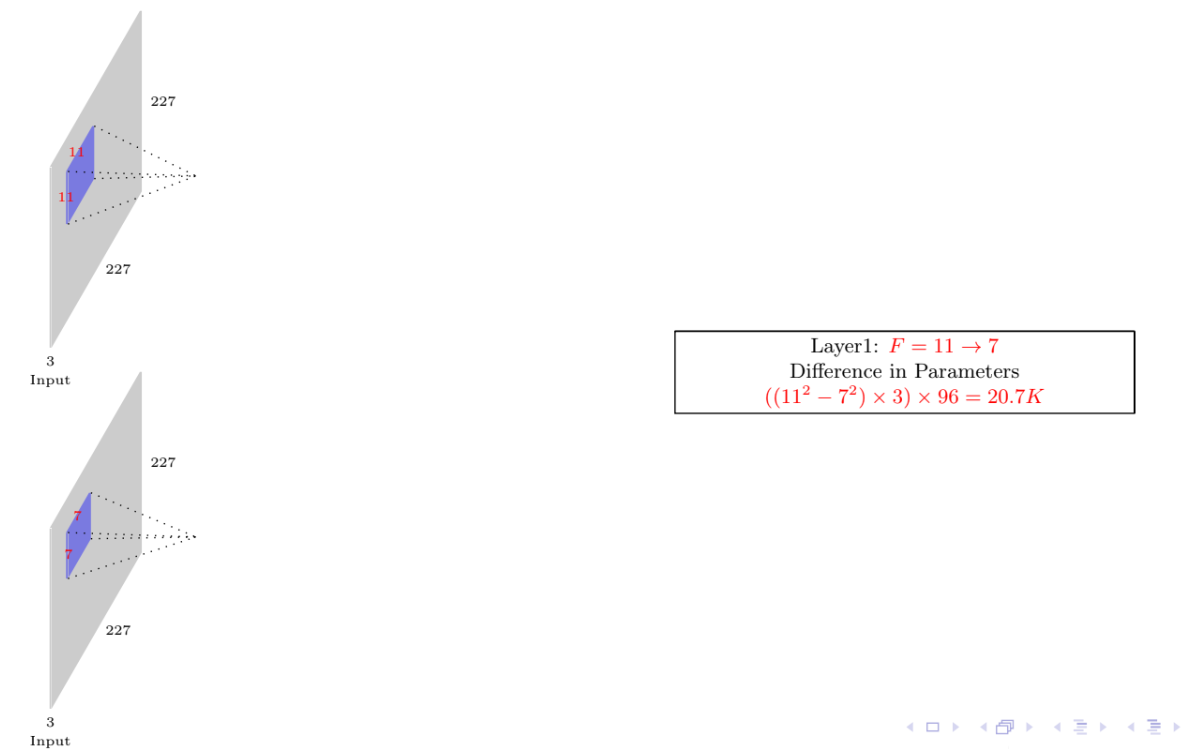 227
11
11
227
3
Input
Layer1: F = 11 → 7
Difference in Parameters
((11² − 7²) × 3) × 96 = 20.7K
227
7
7
227
3
Input